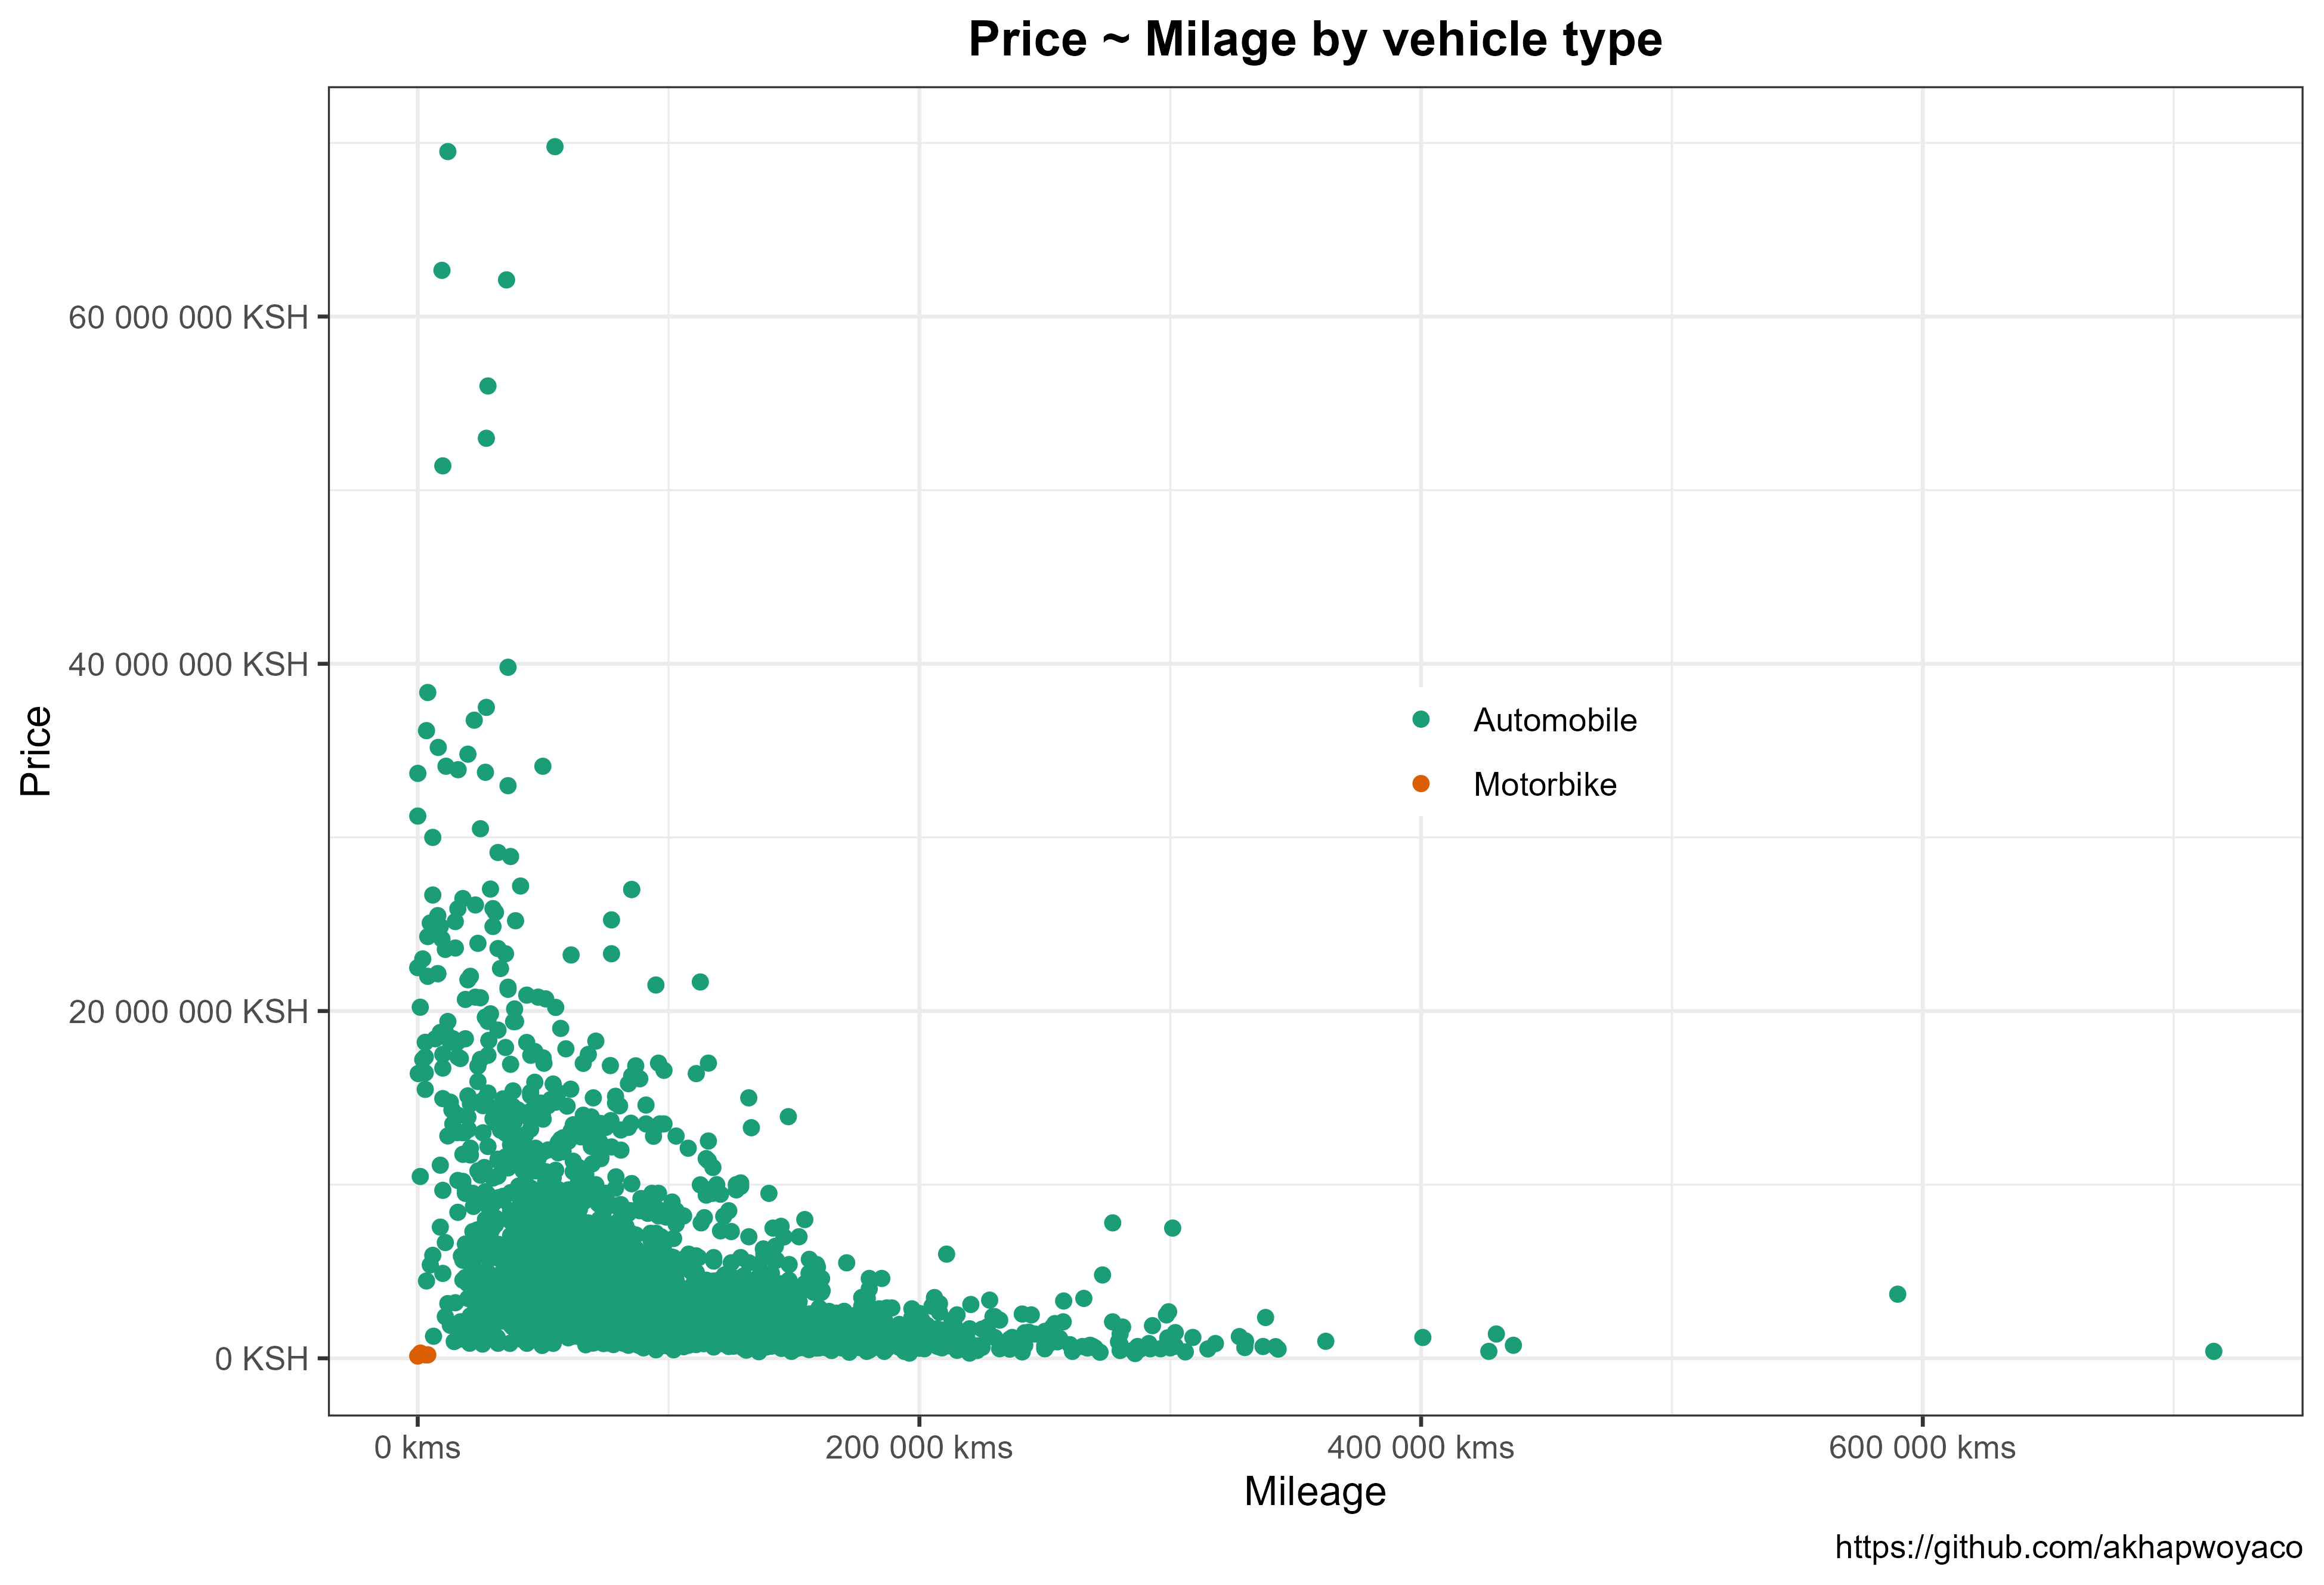 Price ~ Milage by vehicle type
60 000 000 KSH
40 000 000 KSH
20 000 000 KSH
0 KSH
Price
Automobile
Motorbike
0 kms
200 000 kms
400 000 kms
600 000 kms
Mileage
https://github.com/akhapwoyaco